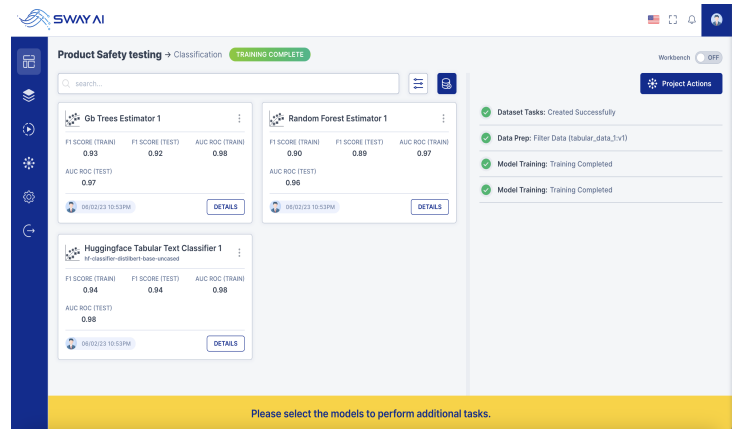 SWAY AI
Product Safety testing → Classification TRAINING COMPLETE
Workbench OFF
search...
Project Actions
Gb Trees Estimator 1
F1 SCORE (TRAIN) F1 SCORE (TEST) AUC ROC (TRAIN)
0.93 0.92 0.98
AUC ROC (TEST)
0.97
06/02/23 10:53PM DETAILS
Random Forest Estimator 1
F1 SCORE (TRAIN) F1 SCORE (TEST) AUC ROC (TRAIN)
0.90 0.89 0.97
AUC ROC (TEST)
0.96
06/02/23 10:53PM DETAILS
Huggingface Tabular Text Classifier 1
hf-classifier-distilbert-base-uncased
F1 SCORE (TRAIN) F1 SCORE (TEST) AUC ROC (TRAIN)
0.94 0.94 0.98
AUC ROC (TEST)
0.98
06/02/23 10:53PM DETAILS
Dataset Tasks: Created Successfully
Data Prep: Filter Data (tabular_data_1:v1)
Model Training: Training Completed
Model Training: Training Completed
Please select the models to perform additional tasks.